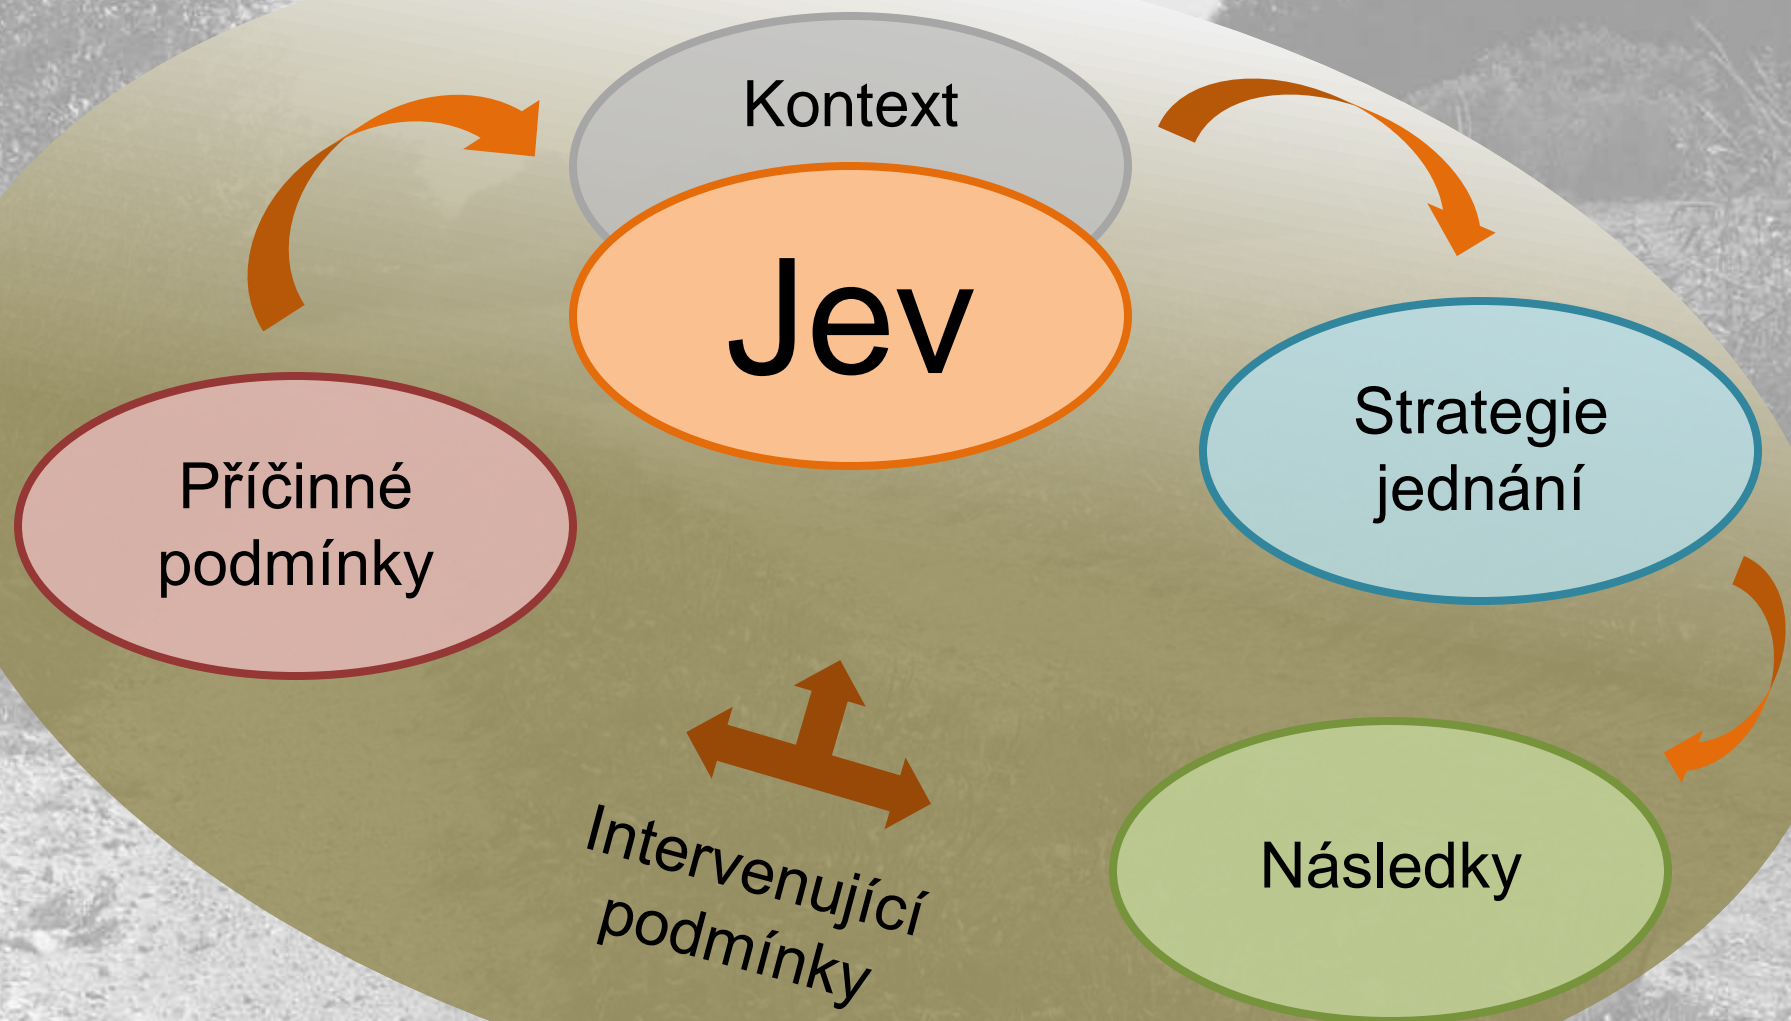 Kontext
Jev
Příčinné
podmínky
Strategie
jednání
Intervenující
podmínky
Následky